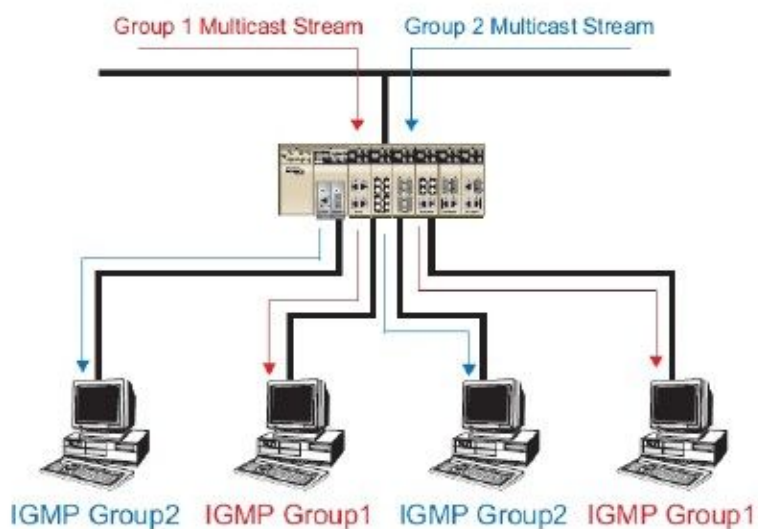 Group 1 Multicast Stream
Group 2 Multicast Stream
IGMP Group2
IGMP Group1
IGMP Group2
IGMP Group1